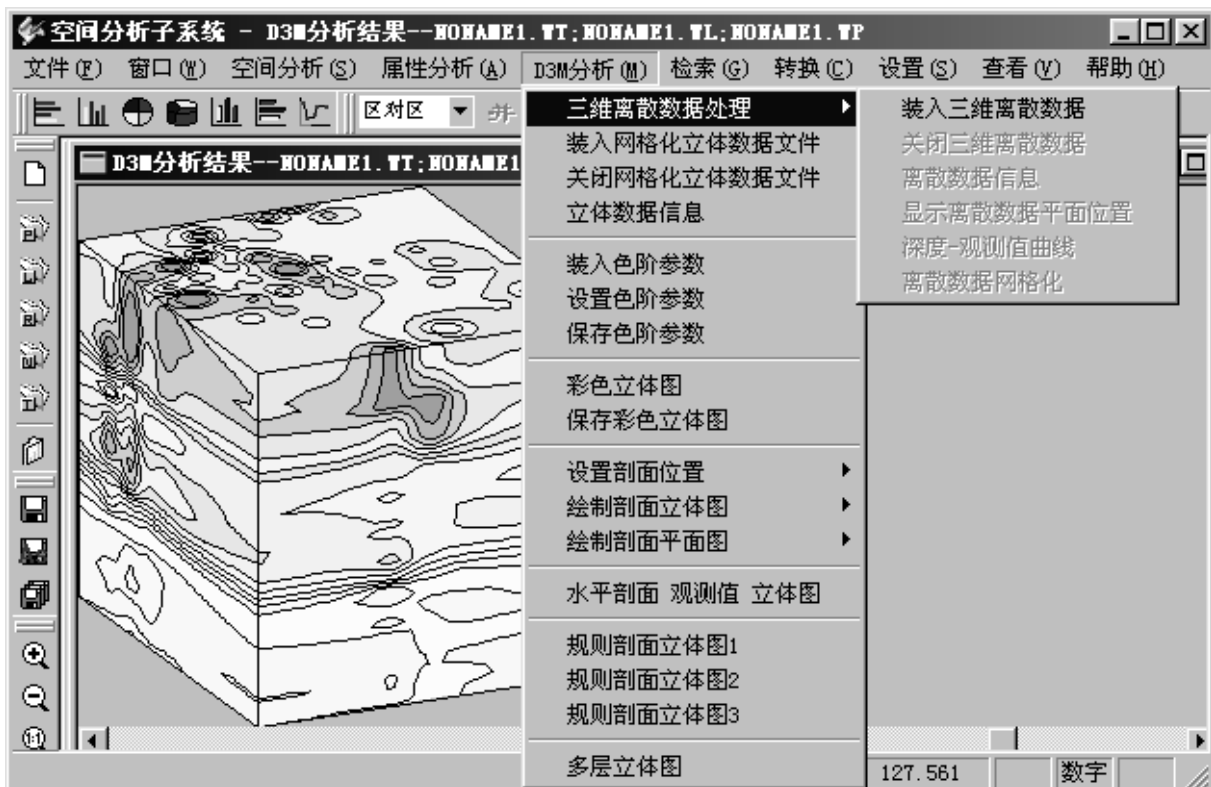 空间分析子系统 - D3M分析结果--NONAME1.WT;NONAME1.WL;NONAME1.WP
文件(F) 窗口(W) 空间分析(S) 属性分析(A) D3M分析(M) 检索(G) 转换(C) 设置(S) 查看(V) 帮助(H)
区对区
D3M分析结果--NONAME1.WT;NONAME1
三维离散数据处理
装入网格化立体数据文件
关闭网格化立体数据文件
立体数据信息
装入色阶参数
设置色阶参数
保存色阶参数
彩色立体图
保存彩色立体图
设置剖面位置
绘制剖面立体图
绘制剖面平面图
水平剖面 观测值 立体图
规则剖面立体图1
规则剖面立体图2
规则剖面立体图3
多层立体图
装入三维离散数据
关闭三维离散数据
离散数据信息
显示离散数据平面位置
深度-观测值曲线
离散数据网格化
127.561
数字